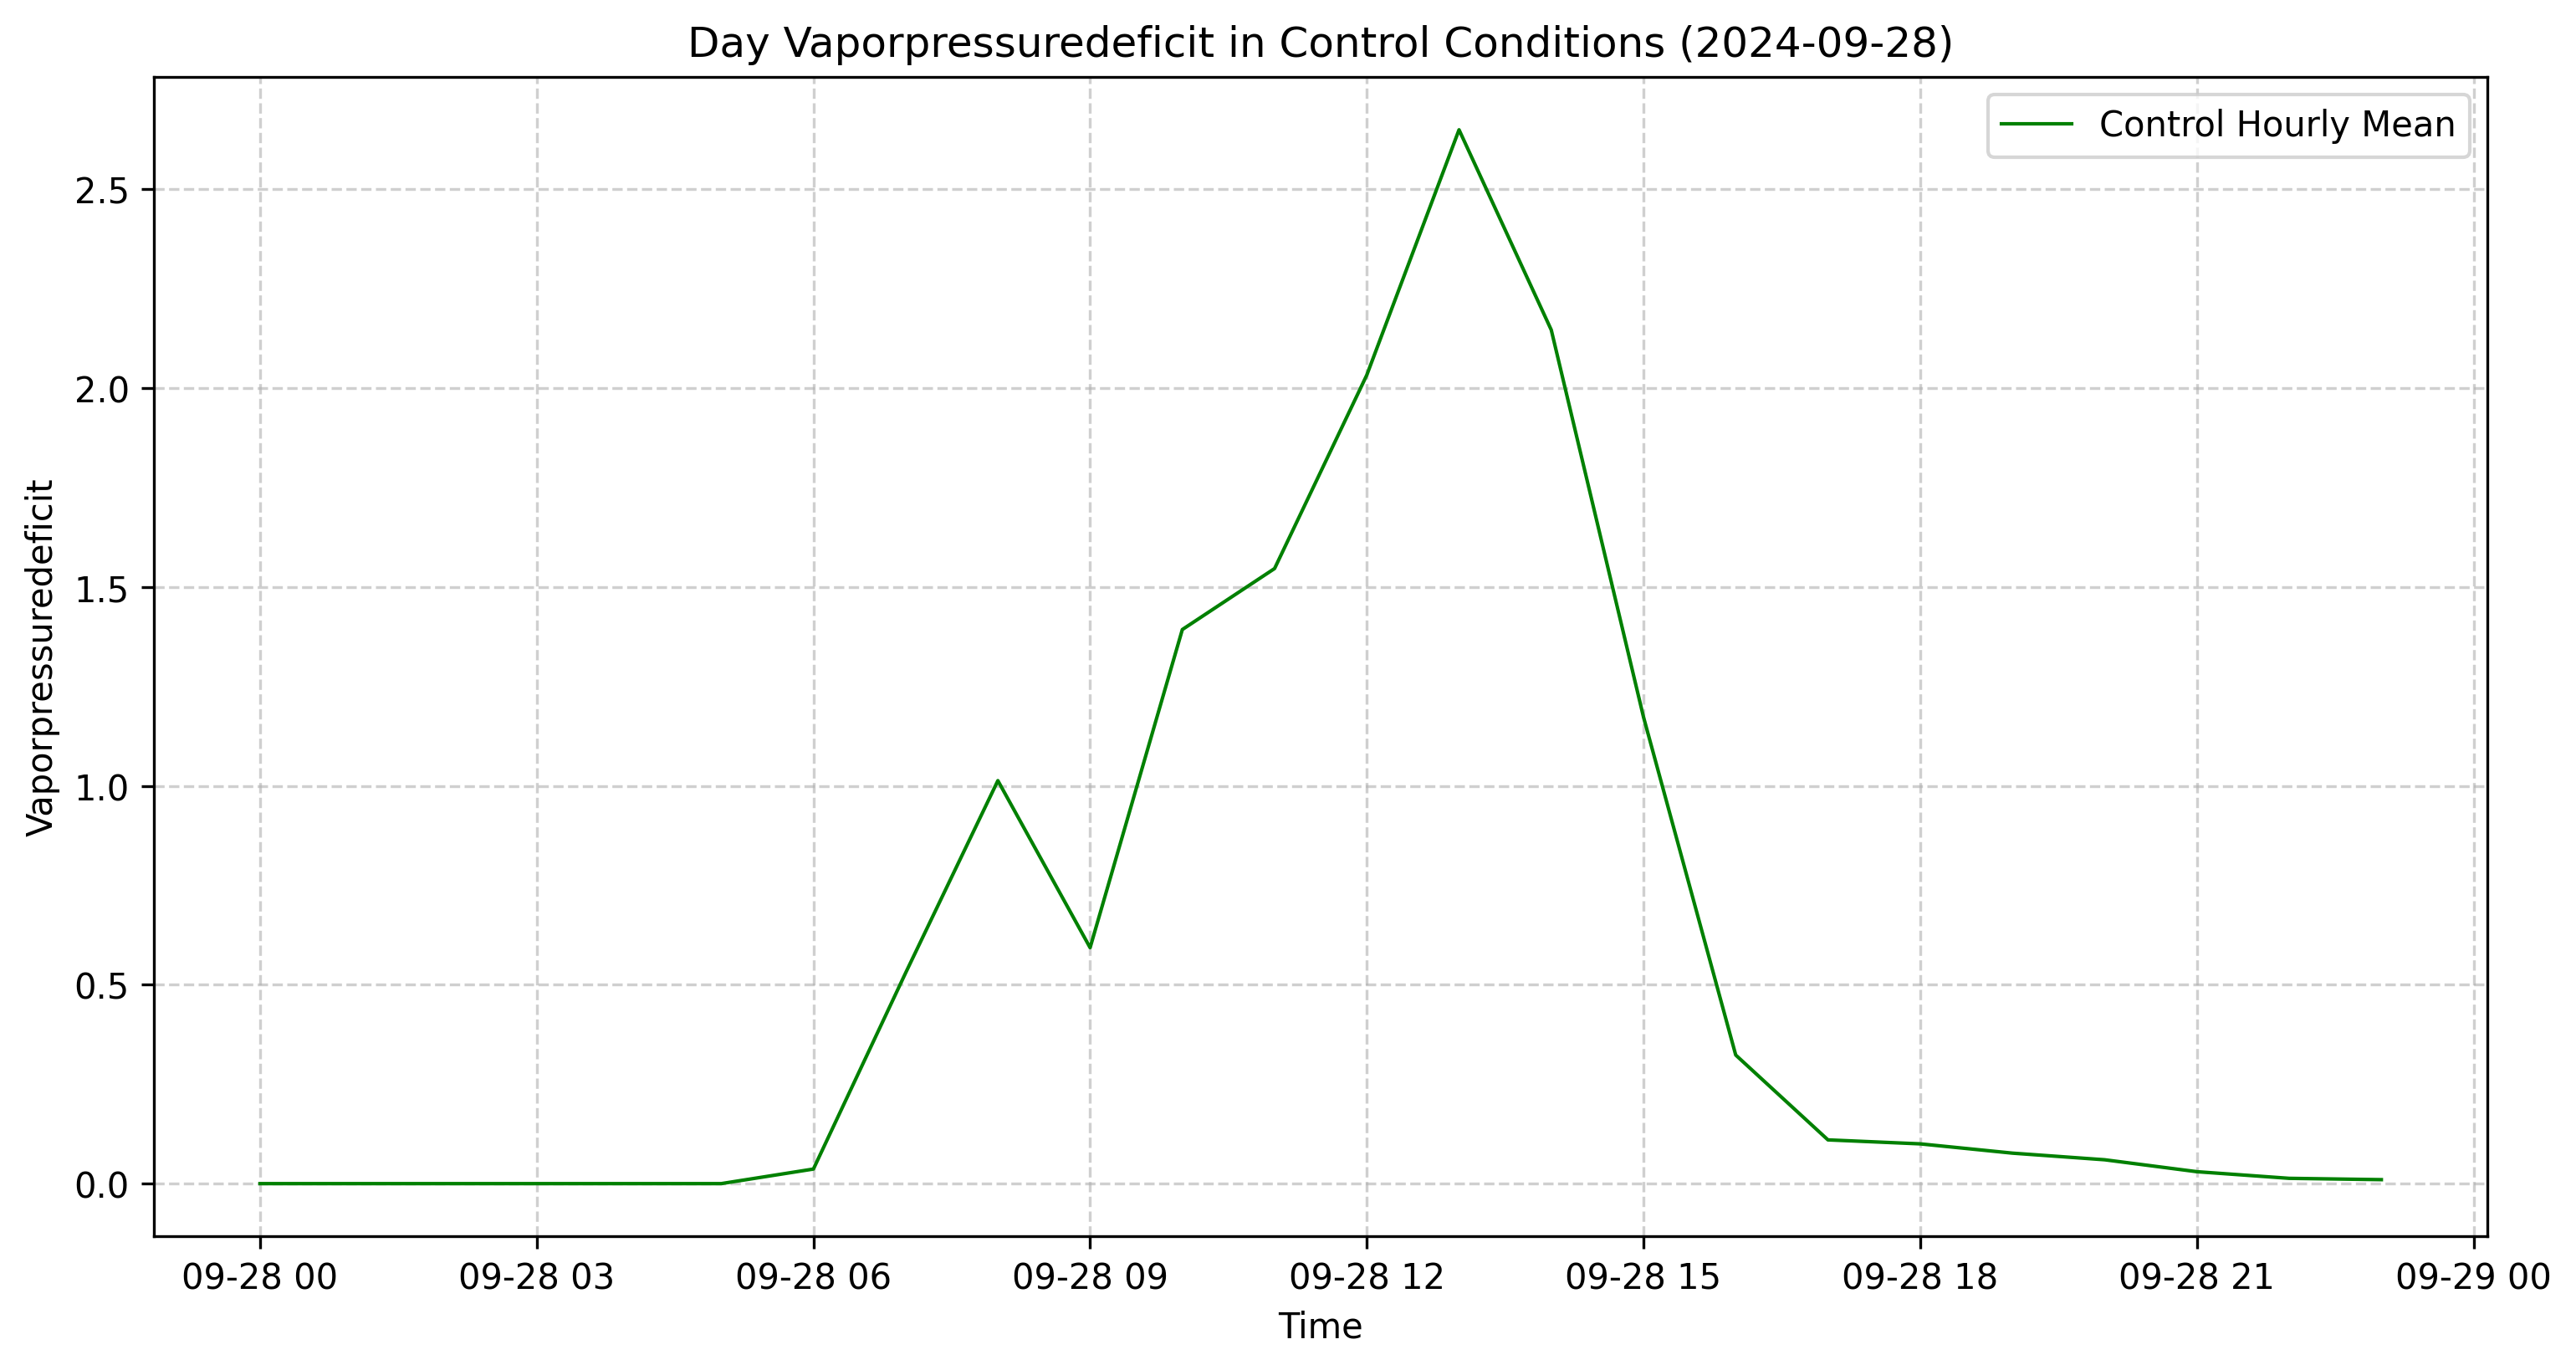 Day Vaporpressuredeficit in Control Conditions (2024-09-28)
Control Hourly Mean
Vaporpressuredeficit
2.5
2.0
1.5
1.0
0.5
0.0
09-28 00 09-28 03 09-28 06 09-28 09 09-28 12 09-28 15 09-28 18 09-28 21 09-29 00
Time